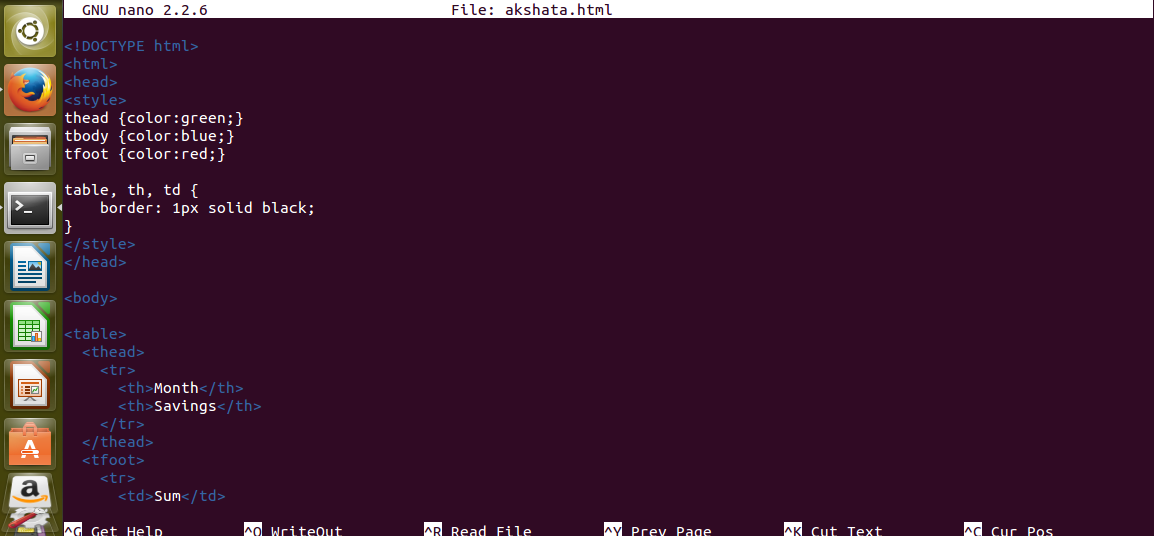 GNU nano 2.2.6 File: akshata.html
<!DOCTYPE html>
<html>
<head>
<style>
thead {color:green;}
tbody {color:blue;}
tfoot {color:red;}
table, th, td {
    border: 1px solid black;
}
</style>
</head>
<body>
<table>
  <thead>
    <tr>
      <th>Month</th>
      <th>Savings</th>
    </tr>
  </thead>
  <tfoot>
    <tr>
      <td>Sum</td>
^G Get Help ^O WriteOut ^R Read File ^Y Prev Page ^K Cut Text ^C Cur Pos